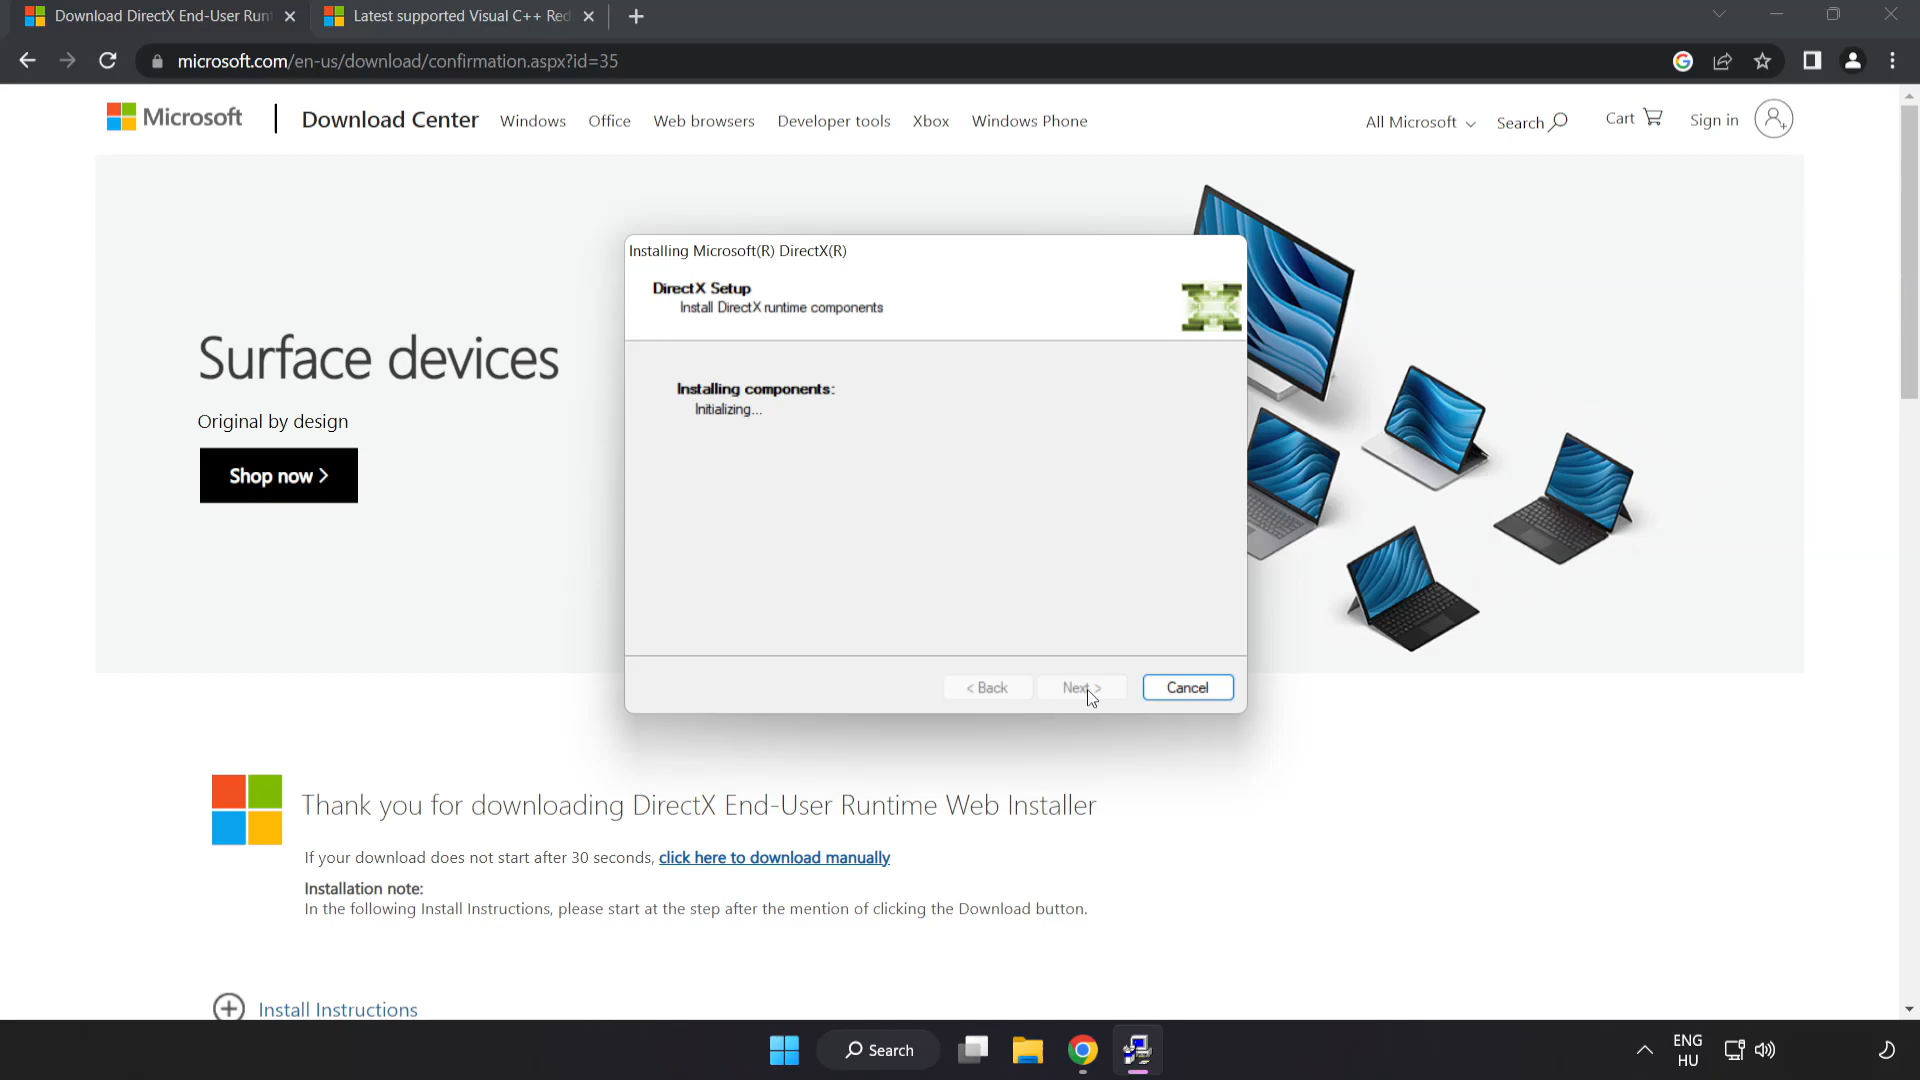 Download DirectX End-User Run
Latest supported Visual C++ Red
microsoft.com/en-us/download/confirmation.aspx?id=35
Microsoft
Download Center
Windows
Office
Web browsers
Developer tools
Xbox
Windows Phone
All Microsoft
Search
Cart
Sign in
Surface devices
Original by design
Shop now >
Installing Microsoft(R) DirectX(R)
DirectX Setup
Install DirectX runtime components
Installing components:
Initializing...
< Back
Next >
Cancel
Thank you for downloading DirectX End-User Runtime Web Installer
If your download does not start after 30 seconds, click here to download manually
Installation note:
In the following Install Instructions, please start at the step after the mention of clicking the Download button.
Install Instructions
Search
ENG
HU